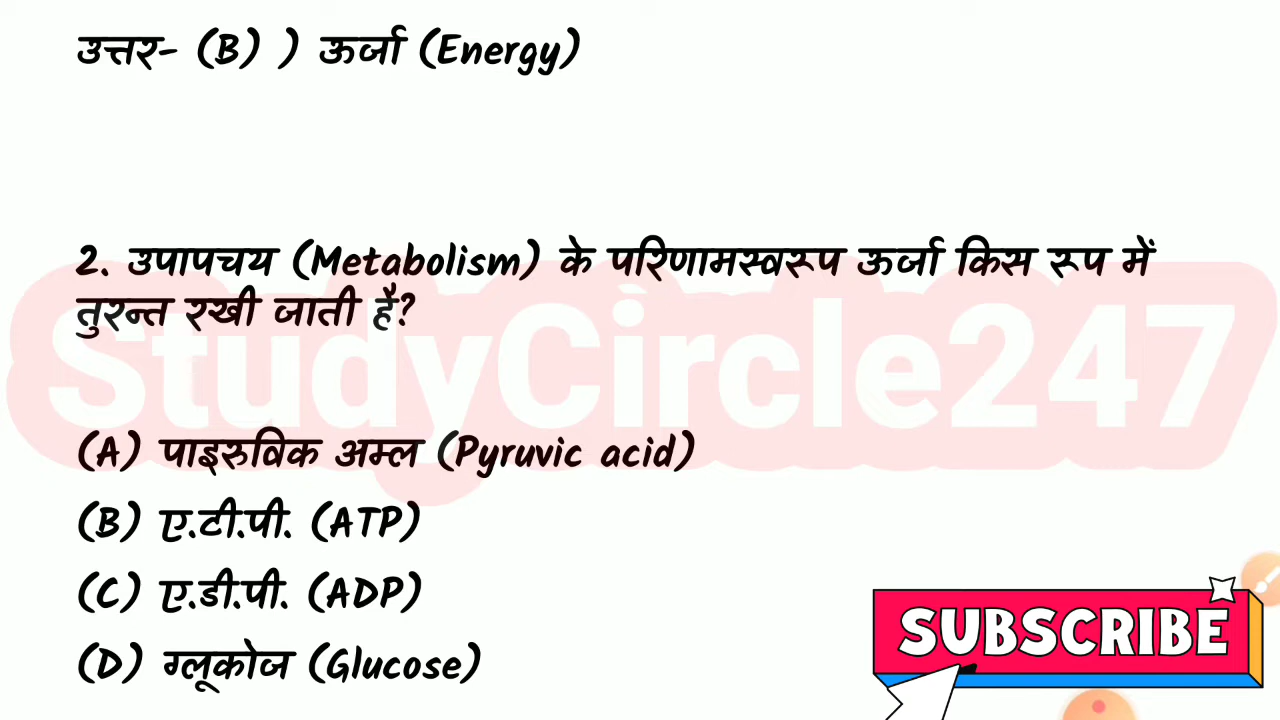 उत्तर- (B) ) ऊर्जा (Energy)
2. उपापचय (Metabolism) के परिणामस्वरूप ऊर्जा किस रूप में
तुरन्त रखी जाती है?
StudyCircle247
(A) पाइरुविक अम्ल (Pyruvic acid)
(B) ए.टी.पी. (ATP)
(C) ए.डी.पी. (ADP)
(D) ग्लूकोज (Glucose)
SUBSCRIBE